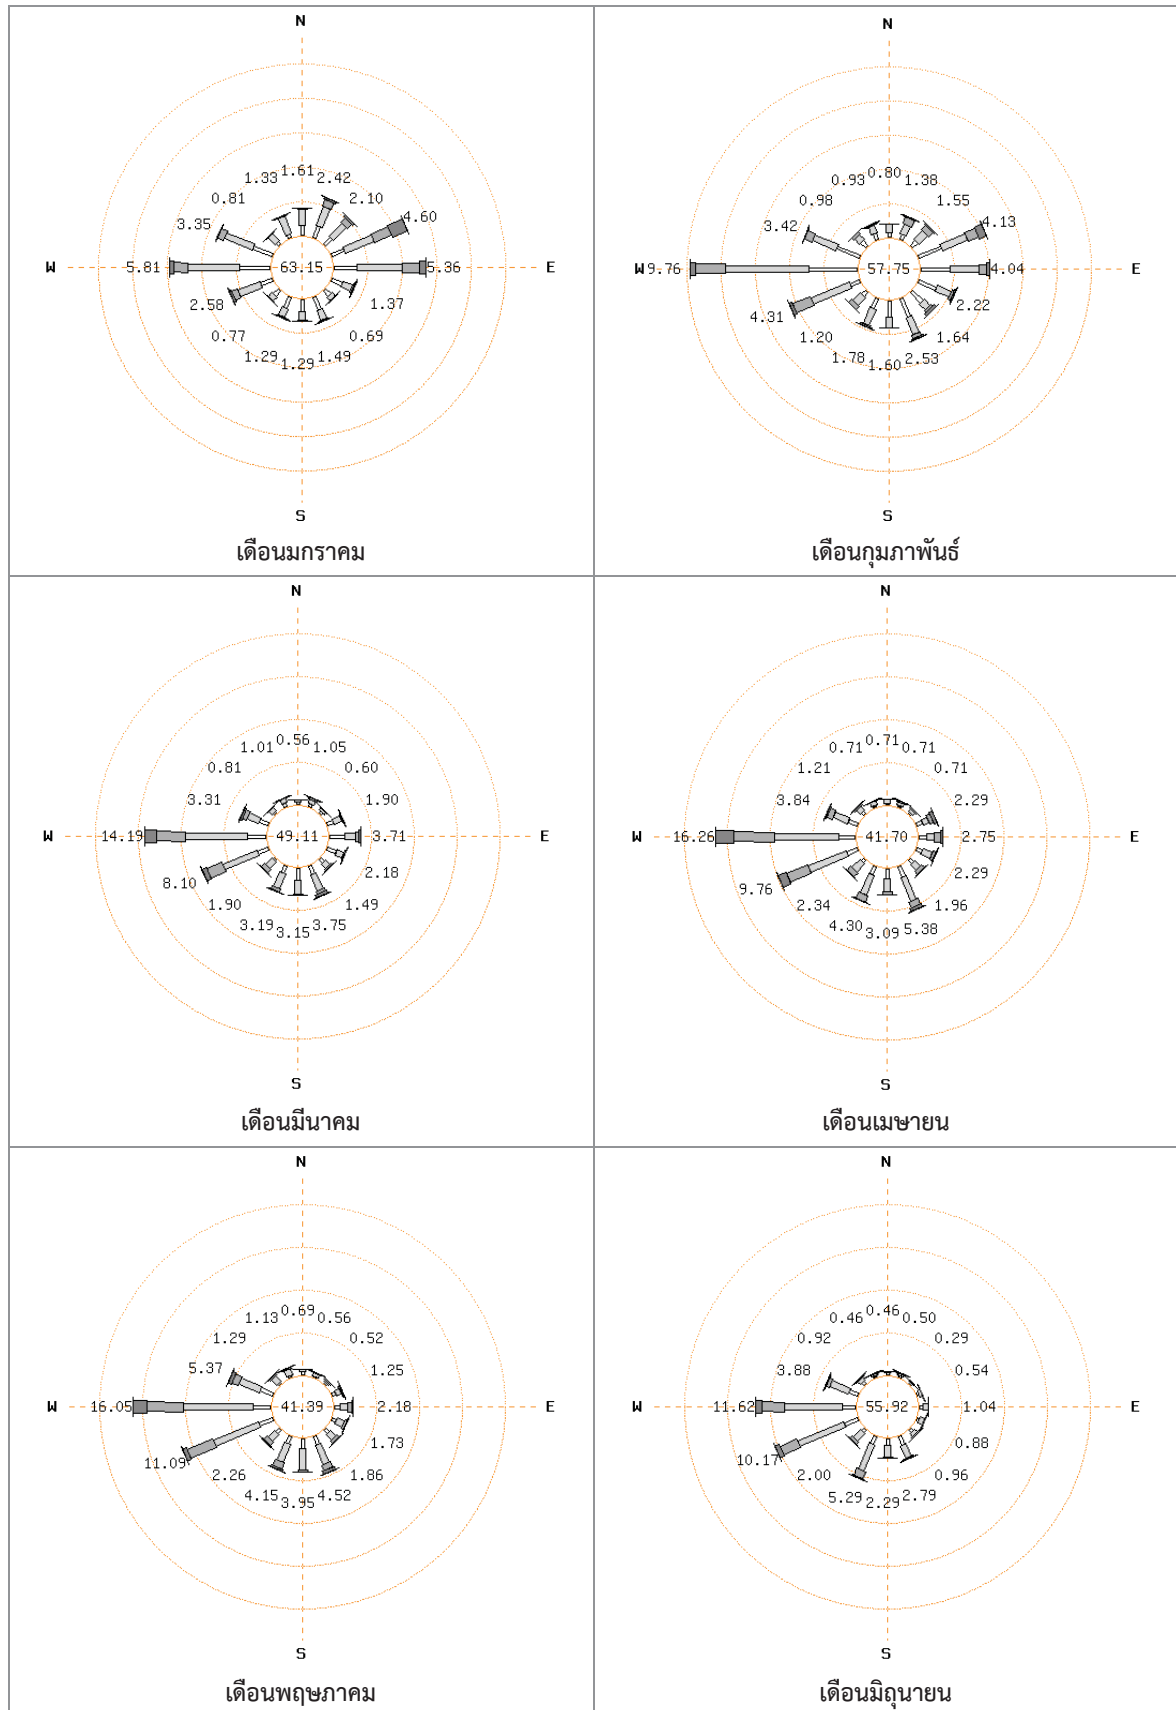 N
1.61
1.33 2.42
0.81 2.10
3.35 4.60
W 5.81 63.15 5.36 E
2.58 1.37
0.77 0.69
1.29 1.29 1.49
S
เดือนมกราคม
N
0.80
0.93 1.38
0.98 1.55
3.42 4.13
W 9.76 57.75 4.04 E
4.31 2.22
1.20 1.64
1.78 1.60 2.53
S
เดือนกุมภาพันธ์
N
1.01 0.56 1.05
0.81 0.60
3.31 1.90
W 14.19 49.11 3.71 E
8.10 2.18
1.90 1.49
3.19 3.15 3.75
S
เดือนมีนาคม
N
0.71 0.71 0.71
1.21 0.71
3.84 2.29
W 16.26 41.70 2.75 E
9.76 2.29
2.34 1.96
4.30 3.09 5.38
S
เดือนเมษายน
N
1.13 0.69 0.56
1.29 0.52
5.37 1.25
W 16.05 41.39 2.18 E
11.09 1.73
2.26 1.86
4.15 3.95 4.52
S
เดือนพฤษภาคม
N
0.46 0.46 0.50
0.92 0.29
3.88 0.54
W 11.62 55.92 1.04 E
10.17 0.88
2.00 0.96
5.29 2.29 2.79
S
เดือนมิถุนายน